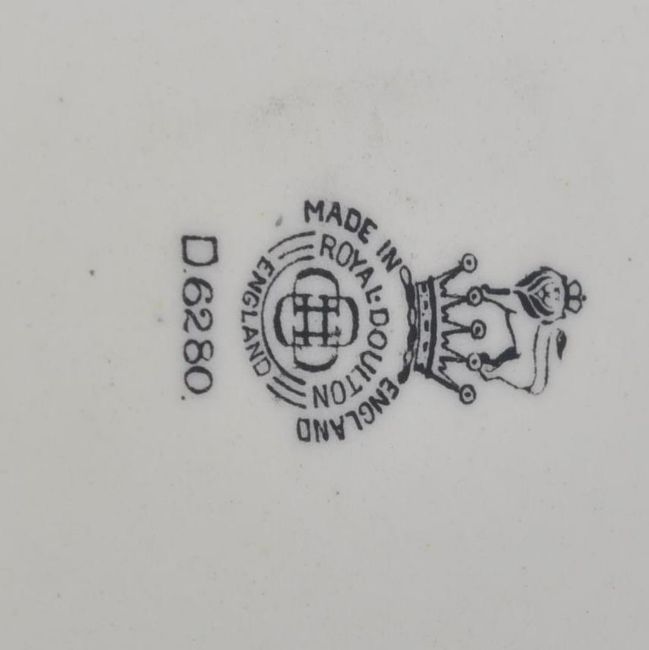 MADE IN ENGLAND
ROYAL·DOULTON
ENGLAND
D.6280.